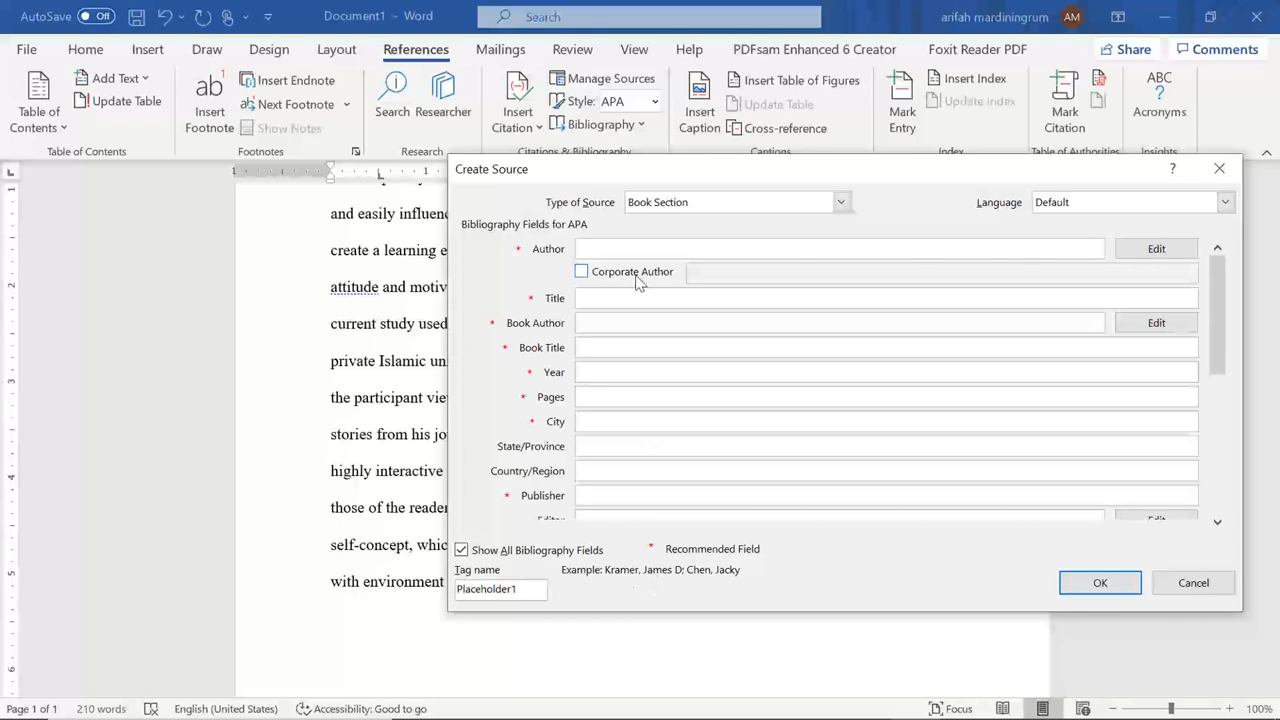 AutoSave Off Document1 - Word Search arifah mardiningrum AM
File Home Insert Draw Design Layout References Mailings Review View Help PDFsam Enhanced 6 Creator Foxit Reader PDF Share Comments
Table of Contents
Add Text
Update Table
Table of Contents
ab Insert Footnote
Insert Endnote
Next Footnote
Show Notes
Footnotes
Search
Researcher
Research
Insert Citation
Manage Sources
Style: APA
Bibliography
Citations & Bibliography
Insert Caption
Insert Table of Figures
Update Table
Cross-reference
Captions
Mark Entry
Insert Index
Update Index
Index
Mark Citation
Table of Authorities
ABC
Acronyms
Insights
and easily influen
create a learning e
attitude and motiv
current study used
private Islamic un
the participant vie
stories from his jo
highly interactive
those of the reader
self-concept, whic
with environment
Create Source
Type of Source Book Section Language Default
Bibliography Fields for APA
* Author Edit
Corporate Author
* Title
* Book Author Edit
* Book Title
* Year
* Pages
* City
State/Province
Country/Region
* Publisher
Editor Edit
Show All Bibliography Fields * Recommended Field
Tag name Example: Kramer, James D; Chen, Jacky
Placeholder1
OK Cancel
Page 1 of 1 210 words English (United States) Accessibility: Good to go Focus 100%